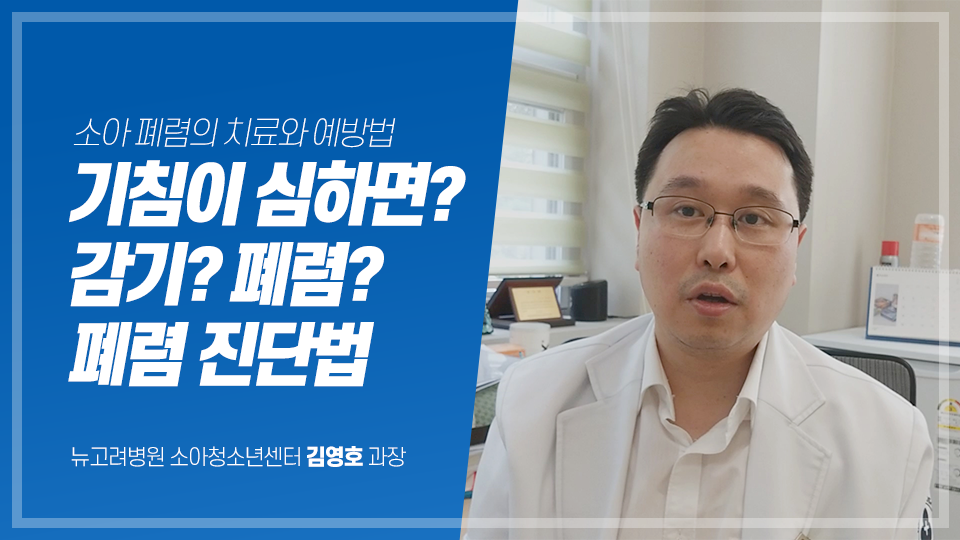 소아 폐렴의 치료와 예방법
기침이 심하면?
감기? 폐렴?
폐렴 진단법
뉴고려병원 소아청소년센터 김영호 과장